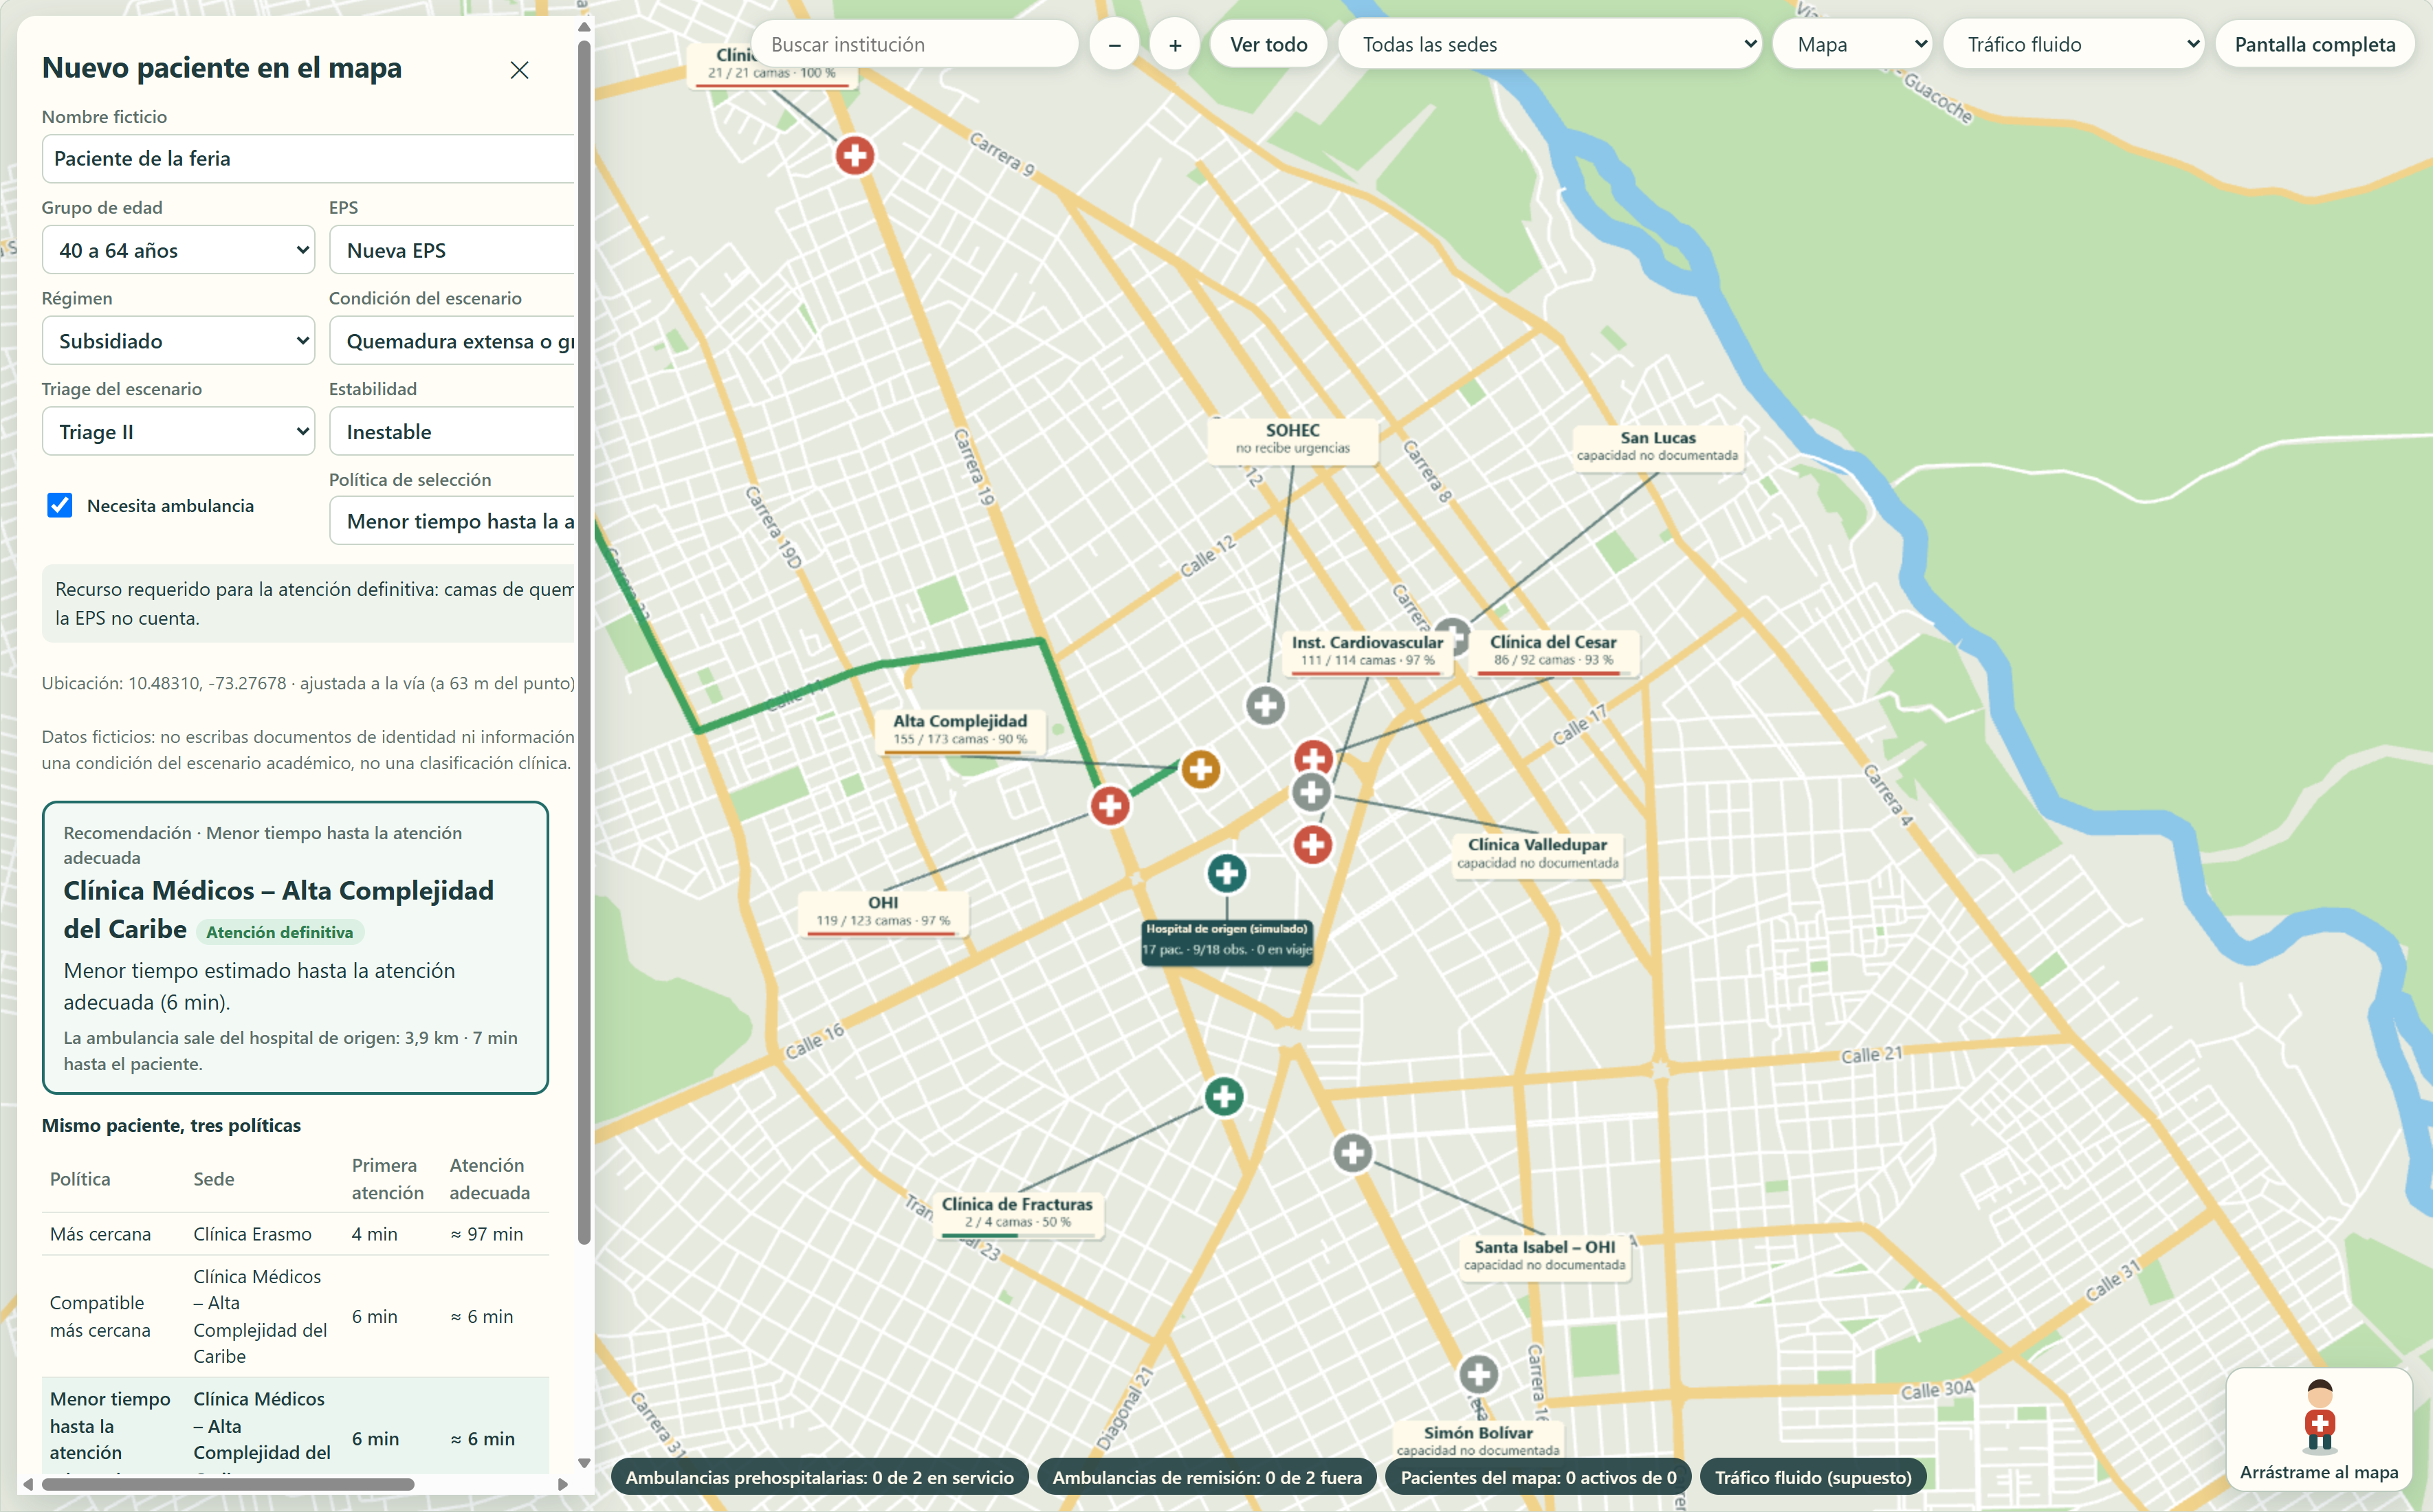 Nuevo paciente en el mapa
Nombre ficticio
Paciente de la feria
Grupo de edad
EPS
40 a 64 años
Nueva EPS
Régimen
Condición del escenario
Subsidiado
Quemadura extensa o gr
Triage del escenario
Estabilidad
Triage II
Inestable
Política de selección
Necesita ambulancia
Menor tiempo hasta la a
Recurso requerido para la atención definitiva: camas de quem
la EPS no cuenta.
Ubicación: 10.48310, -73.27678 · ajustada a la vía (a 63 m del punto)
Datos ficticios: no escribas documentos de identidad ni información
una condición del escenario académico, no una clasificación clínica.
Recomendación · Menor tiempo hasta la atención
adecuada
Clínica Médicos – Alta Complejidad
del Caribe
Atención definitiva
Menor tiempo estimado hasta la atención
adecuada (6 min).
La ambulancia sale del hospital de origen: 3,9 km · 7 min
hasta el paciente.
Mismo paciente, tres políticas
Política
Sede
Primera
atención
Atención
adecuada
Más cercana
Clínica Erasmo
4 min
≈ 97 min
Compatible
más cercana
Clínica Médicos
– Alta
Complejidad del
Caribe
6 min
≈ 6 min
Menor tiempo
hasta la
atención
Clínica Médicos
– Alta
Complejidad del
6 min
≈ 6 min
Buscar institución
−
+
Ver todo
Todas las sedes
Mapa
Tráfico fluido
Pantalla completa
21 / 21 camas · 100 %
Guacoche
Carrera 9
Carrera 19
Carrera 19D
SOHEC
no recibe urgencias
12
Carrera 8
San Lucas
capacidad no documentada
Calle 12
Carrera
Inst. Cardiovascular
111 / 114 camas · 97 %
Clínica del Cesar
86 / 92 camas · 93 %
Alta Complejidad
155 / 173 camas · 90 %
Calle 17
Carrera 4
Clínica Valledupar
capacidad no documentada
OHI
119 / 123 camas · 97 %
Hospital de origen (simulado)
17 pac. · 9/18 obs. · 0 en viaje
Calle 16
Calle 21
Clínica de Fracturas
2 / 4 camas · 50 %
Santa Isabel – OHI
capacidad no documentada
Calle 31
Diagonal 21
Carrera 31
Calle 30A
Simón Bolívar
capacidad no documentada
Arrástrame al mapa
Ambulancias prehospitalarias: 0 de 2 en servicio
Ambulancias de remisión: 0 de 2 fuera
Pacientes del mapa: 0 activos de 0
Tráfico fluido (supuesto)